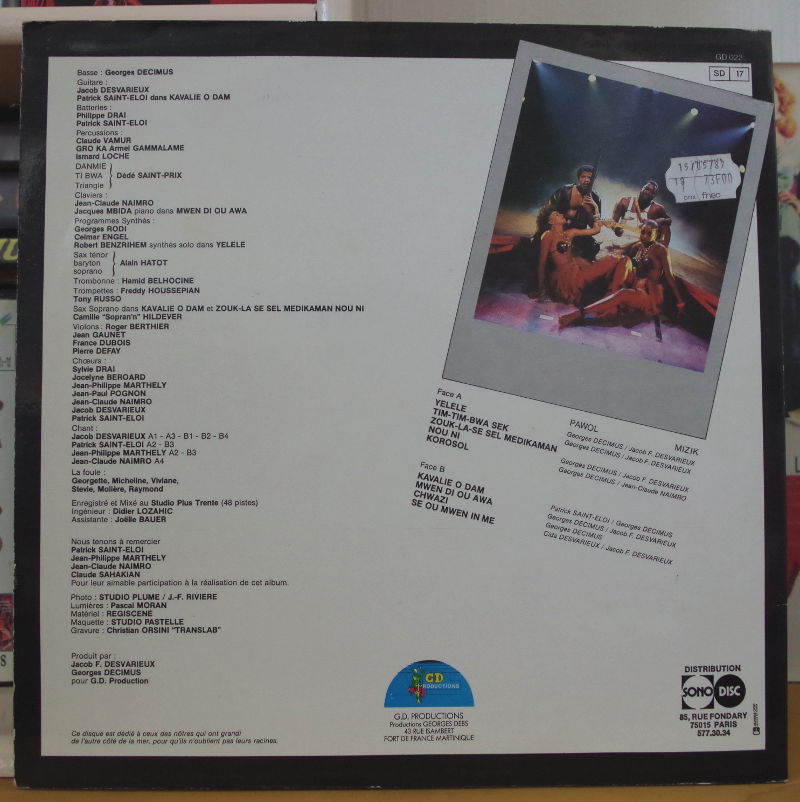 GD 022
SD 17
Basse : Georges DECIMUS
Guitare :
Jacob DESVARIEUX
Patrick SAINT-ELOI dans KAVALIE O DAM
Batteries :
Philippe DRAI
Patrick SAINT-ELOI
Percussions :
Claude VAMUR
GRO KA Armel GAMMALAME
Ismard LOCHE
DANMIE
TI BWA } Dédé SAINT-PRIX
Triangle
Claviers :
Jean-Claude NAIMRO
Jacques MBIDA piano dans MWEN DI OU AWA
Programmes Synthés :
Georges RODI
Celmar ENGEL
Robert BENZRIHEM synthés solo dans YELELE
Sax ténor
baryton } Alain HATOT
soprano
Trombonne : Hamid BELHOCINE
Trompettes : Freddy HOUSSEPIAN
Tony RUSSO
Sax Soprano dans KAVALIE O DAM et ZOUK-LA SE SEL MEDIKAMAN NOU NI
Camille "Sopran'n" HILDEVER
Violons : Roger BERTHIER
Jean GAUNET
France DUBOIS
Pierre DEFAY
Chœurs :
Sylvie DRAI
Jocelyne BEROARD
Jean-Philippe MARTHELY
Jean-Paul POGNON
Jean-Claude NAIMRO
Jacob DESVARIEUX
Patrick SAINT-ELOI
Chant :
Jacob DESVARIEUX A1 - A3 - B1 - B2 - B4
Patrick SAINT-ELOI A2 - B3
Jean-Philippe MARTHELY A2 - B3
Jean-Claude NAIMRO A4
La foule :
Georgette, Micheline, Viviane,
Stevie, Molière, Raymond
Enregistré et Mixé au Studio Plus Trente (48 pistes)
Ingénieur : Didier LOZAHIC
Assistante : Joëlle BAUER
Nous tenons à remercier
Patrick SAINT-ELOI
Jean-Philippe MARTHELY
Jean-Claude NAIMRO
Claude SAHAKIAN
Pour leur aimable participation à la réalisation de cet album.
Photo : STUDIO PLUME / J.-F. RIVIERE
Lumières : Pascal MORAN
Matériel : REGISCENE
Maquette : STUDIO PASTELLE
Gravure : Christian ORSINI "TRANSLAB"
Produit par :
Jacob F. DESVARIEUX
Georges DECIMUS
pour G.D. Production
Ce disque est dédié à ceux des nôtres qui ont grandi
de l'autre côté de la mer, pour qu'ils n'oublient pas leurs racines.
73F00
prix fnac
Face A
YELELE
TIM-TIM-BWA SEK
ZOUK-LA-SE SEL MEDIKAMAN
NOU NI
KOROSOL
PAWOL
MIZIK
Georges DECIMUS / Jacob F. DESVARIEUX
Georges DECIMUS / Jacob F. DESVARIEUX
Georges DECIMUS / Jacob F. DESVARIEUX
Georges DECIMUS / Jean-Claude NAIMRO
Face B
KAVALIE O DAM
MWEN DI OU AWA
CHWAZI
SE OU MWEN IN ME
Patrick SAINT-ELOI / Georges DECIMUS
Georges DECIMUS / Jacob F. DESVARIEUX
Georges DECIMUS
Cida DESVARIEUX / Jacob F. DESVARIEUX
GD
PRODUCTIONS
G.D. PRODUCTIONS
Productions GEORGES DEBS
43 RUE ISAMBERT
FORT DE FRANCE MARTINIQUE
DISTRIBUTION
SONO DISC
85, RUE FONDARY
75015 PARIS
577.30.34